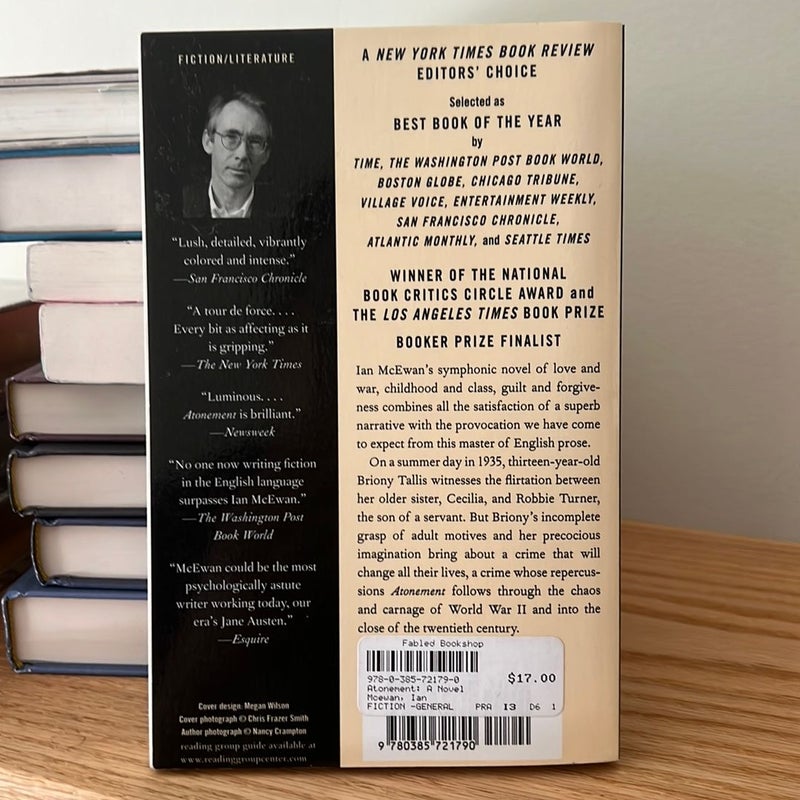 FICTION/LITERATURE
“Lush, detailed, vibrantly
colored and intense.”
—San Francisco Chronicle
“A tour de force. . . .
Every bit as affecting as it
is gripping.”
—The New York Times
“Luminous. . . .
Atonement is brilliant.”
—Newsweek
“No one now writing fiction
in the English language
surpasses Ian McEwan.”
—The Washington Post
Book World
“McEwan could be the most
psychologically astute
writer working today, our
era’s Jane Austen.”
—Esquire
Cover design: Megan Wilson
Cover photograph © Chris Frazer Smith
Author photograph © Nancy Crampton
reading group guide available at
www.readinggroupcenter.com
A NEW YORK TIMES BOOK REVIEW
EDITORS’ CHOICE
Selected as
BEST BOOK OF THE YEAR
by
TIME, THE WASHINGTON POST BOOK WORLD,
BOSTON GLOBE, CHICAGO TRIBUNE,
VILLAGE VOICE, ENTERTAINMENT WEEKLY,
SAN FRANCISCO CHRONICLE,
ATLANTIC MONTHLY, and SEATTLE TIMES
WINNER OF THE NATIONAL
BOOK CRITICS CIRCLE AWARD and
THE LOS ANGELES TIMES BOOK PRIZE
BOOKER PRIZE FINALIST
Ian McEwan’s symphonic novel of love and
war, childhood and class, guilt and forgive-
ness combines all the satisfaction of a superb
narrative with the provocation we have come
to expect from this master of English prose.
On a summer day in 1935, thirteen-year-old
Briony Tallis witnesses the flirtation between
her older sister, Cecilia, and Robbie Turner,
the son of a servant. But Briony’s incomplete
grasp of adult motives and her precocious
imagination bring about a crime that will
change all their lives, a crime whose repercus-
sions Atonement follows through the chaos
and carnage of World War II and into the
close of the twentieth century.
Fabled Bookshop
978-0-385-72179-0 $17.00
Atonement: A Novel
Mcewan, Ian
FICTION -GENERAL PRA I3 D6 1
9 780385 721790